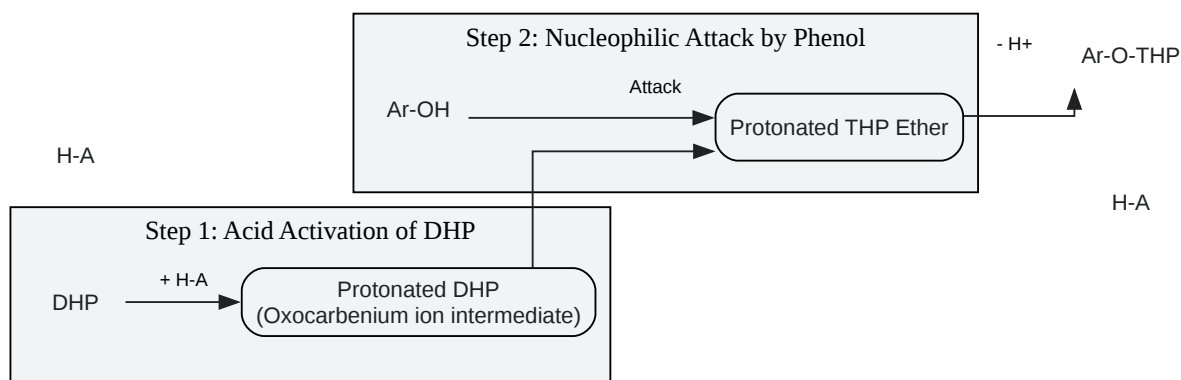 Step 2: Nucleophilic Attack by Phenol
- H+
Ar-O-THP
Attack
Ar-OH
Protonated THP Ether
H-A
H-A
Step 1: Acid Activation of DHP
+ H-A
DHP
Protonated DHP
(Oxocarbenium ion intermediate)